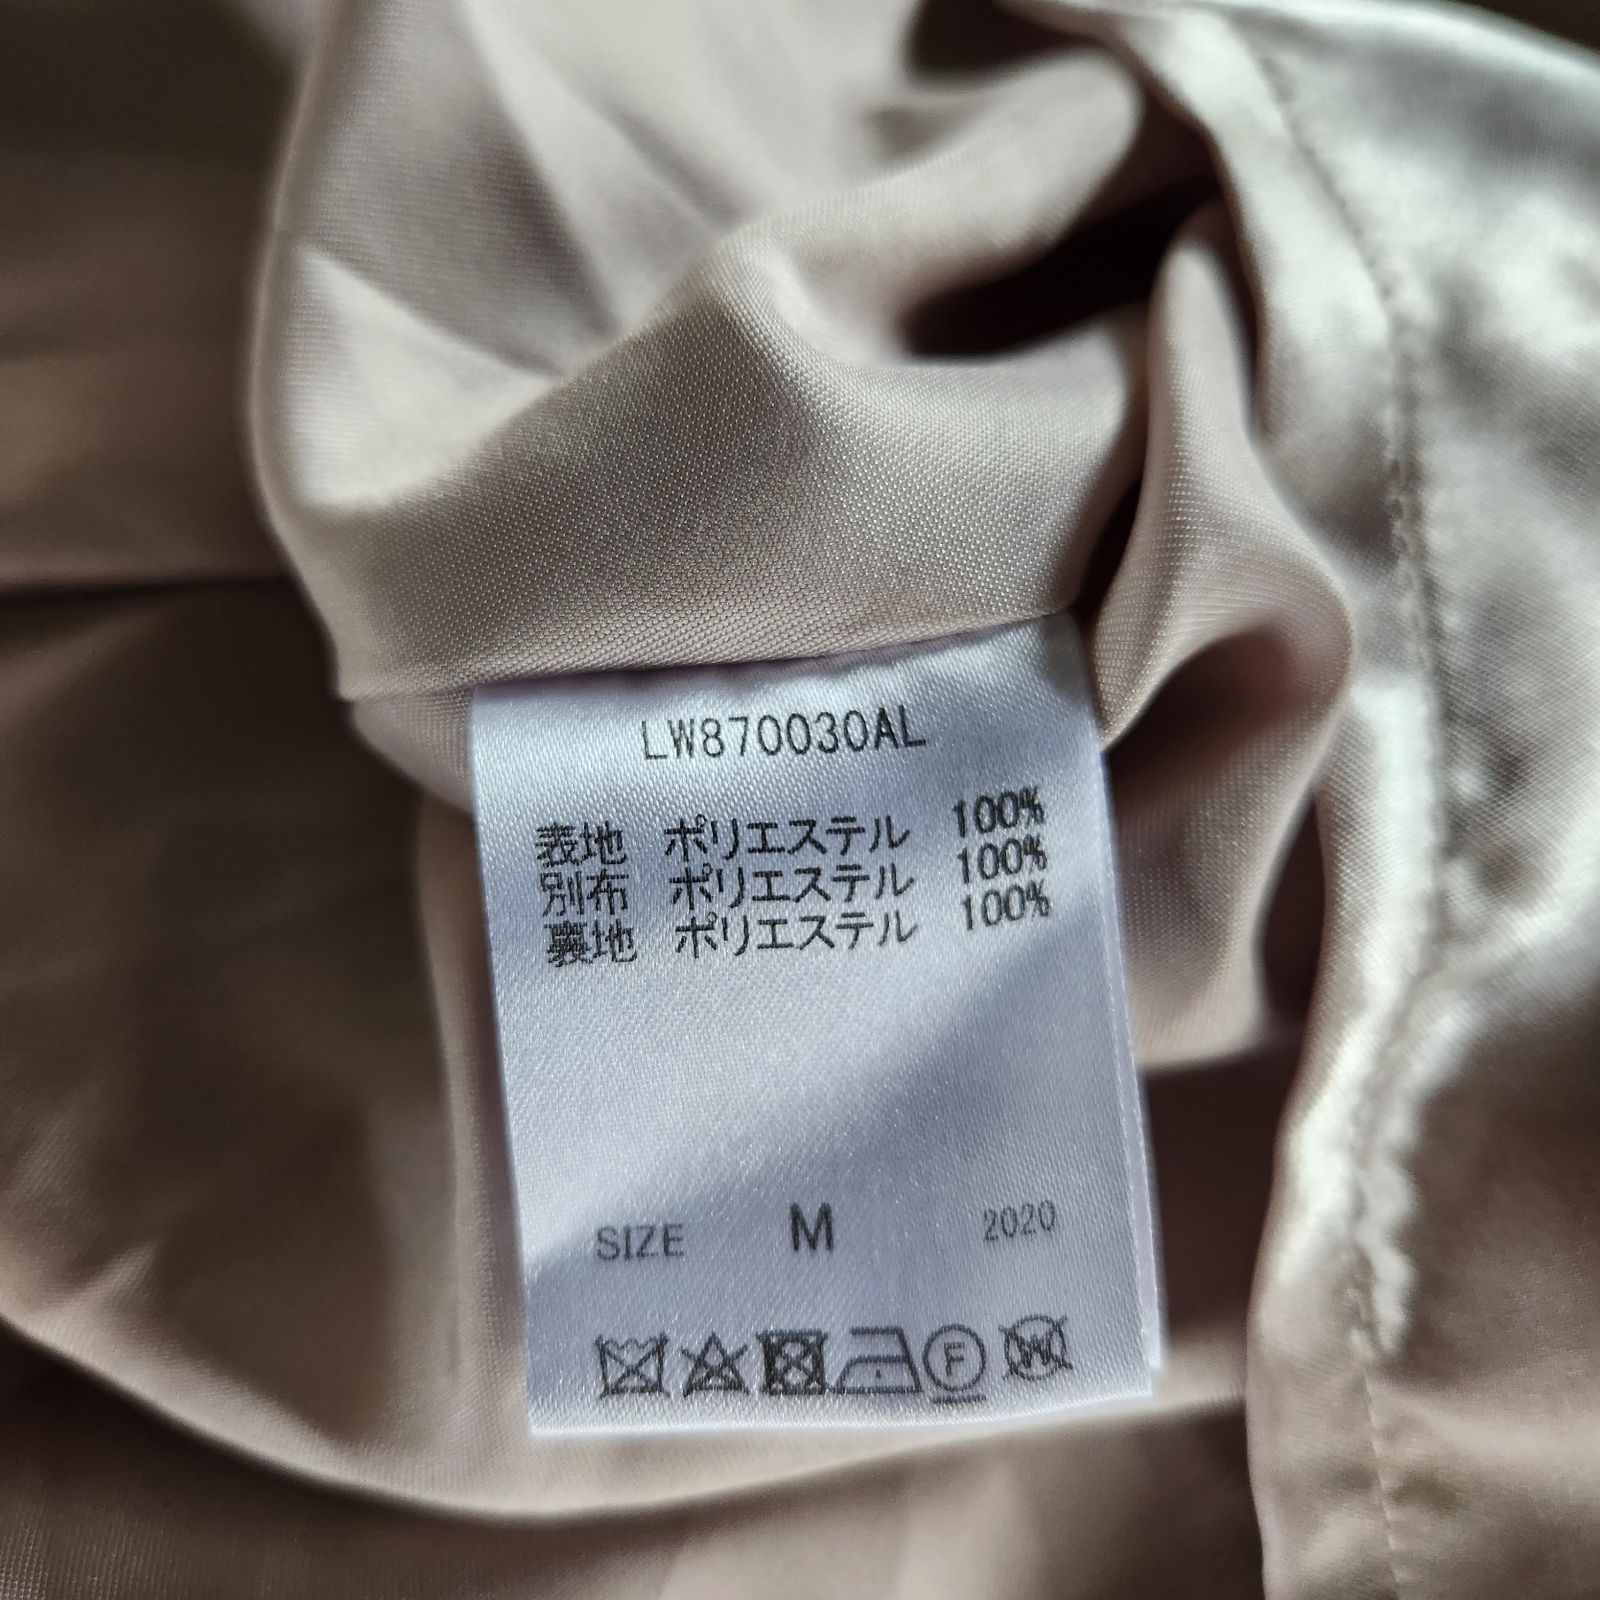 LW870030AL
表地 ポリエステル 100%
別布 ポリエステル 100%
裏地 ポリエステル 100%
SIZE M 2020
F W